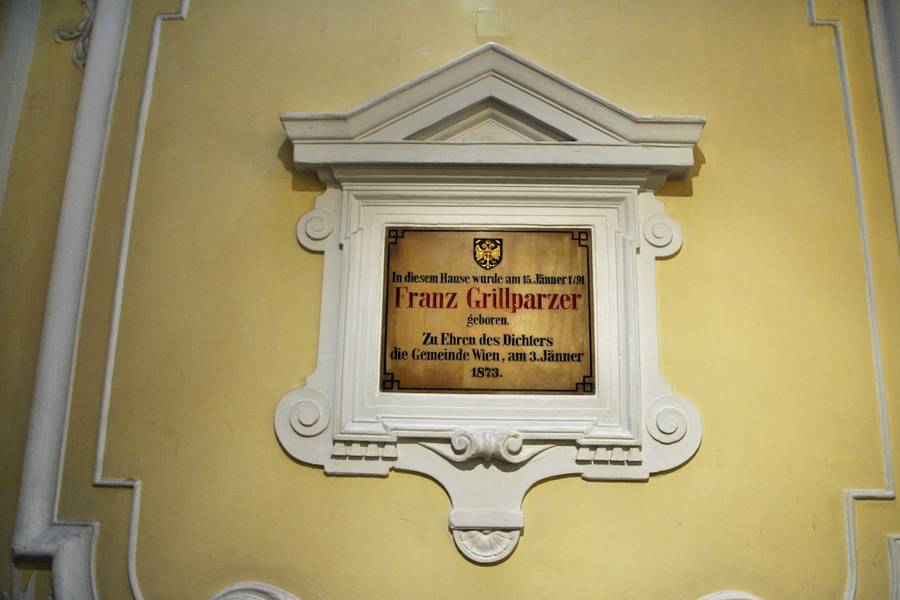 In diesem Hause wurde am 15. Jänner 1791
Franz Grillparzer
geboren.
Zu Ehren des Dichters
die Gemeinde Wien, am 3. Jänner
1873.